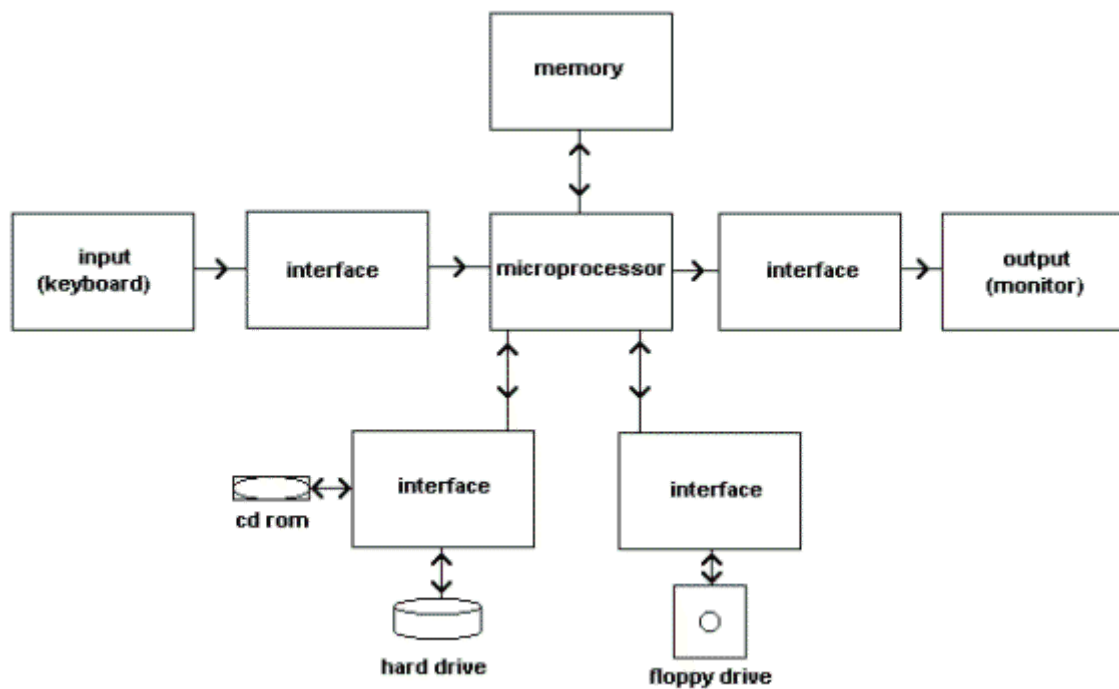 memory
input
(keyboard)
interface
microprocessor
interface
output
(monitor)
interface
interface
cd rom
hard drive
floppy drive